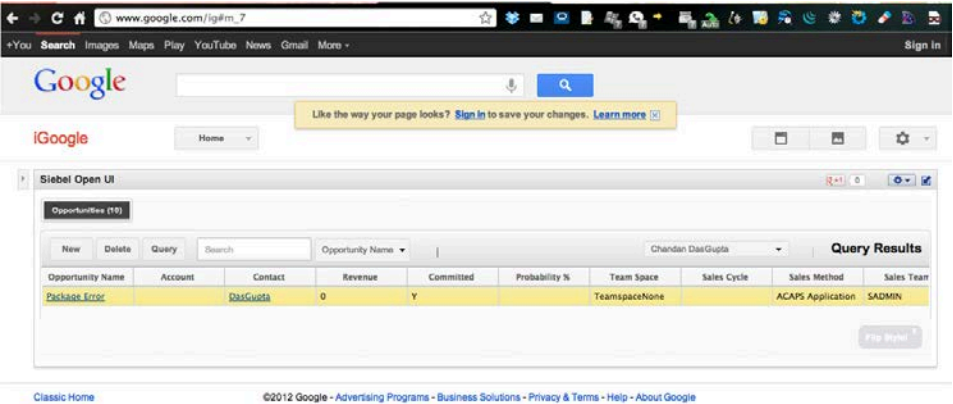 www.google.com/ig#m_7
+You Search Images Maps Play YouTube News Gmail More Sign in
Google
Like the way your page looks? Sign in to save your changes. Learn more
iGoogle Home
Siebel Open UI +1 0
Opportunities (10)
New Delete Query Search Opportunity Name Chandan DasGupta Query Results
Opportunity Name Account Contact Revenue Committed Probability % Team Space Sales Cycle Sales Method Sales Team
Package Error DasGupta 0 Y TeamspaceNone ACAPS Application SADMIN
Flip Style!
Classic Home ©2012 Google - Advertising Programs - Business Solutions - Privacy & Terms - Help - About Google